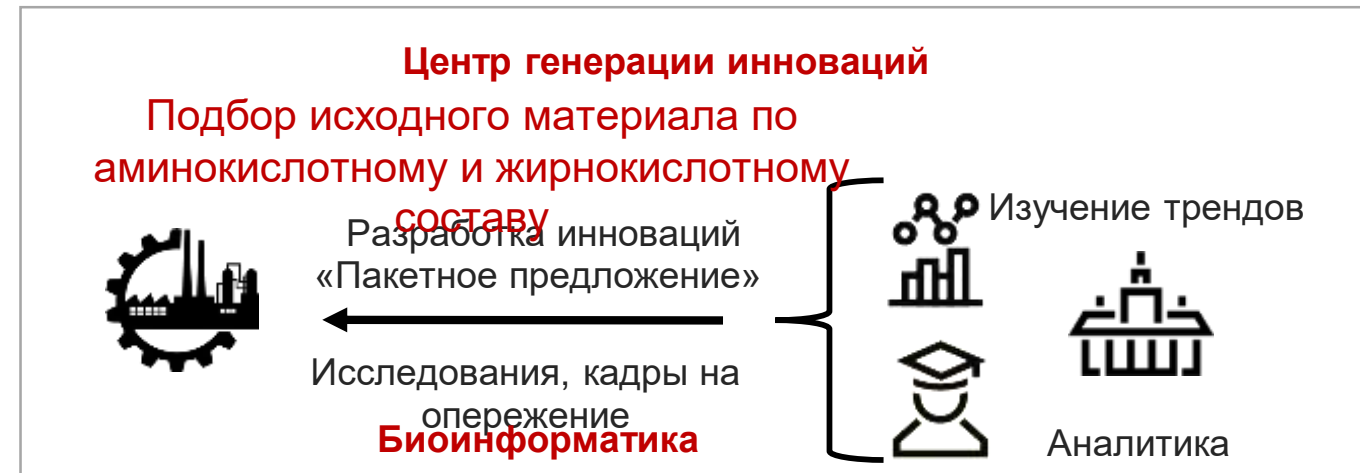 Центр генерации инноваций
Подбор исходного материала по
аминокислотному и жирнокислотному
составу
Разработка инноваций
«Пакетное предложение»
Изучение трендов
Исследования, кадры на
опережение
Биоинформатика
Аналитика